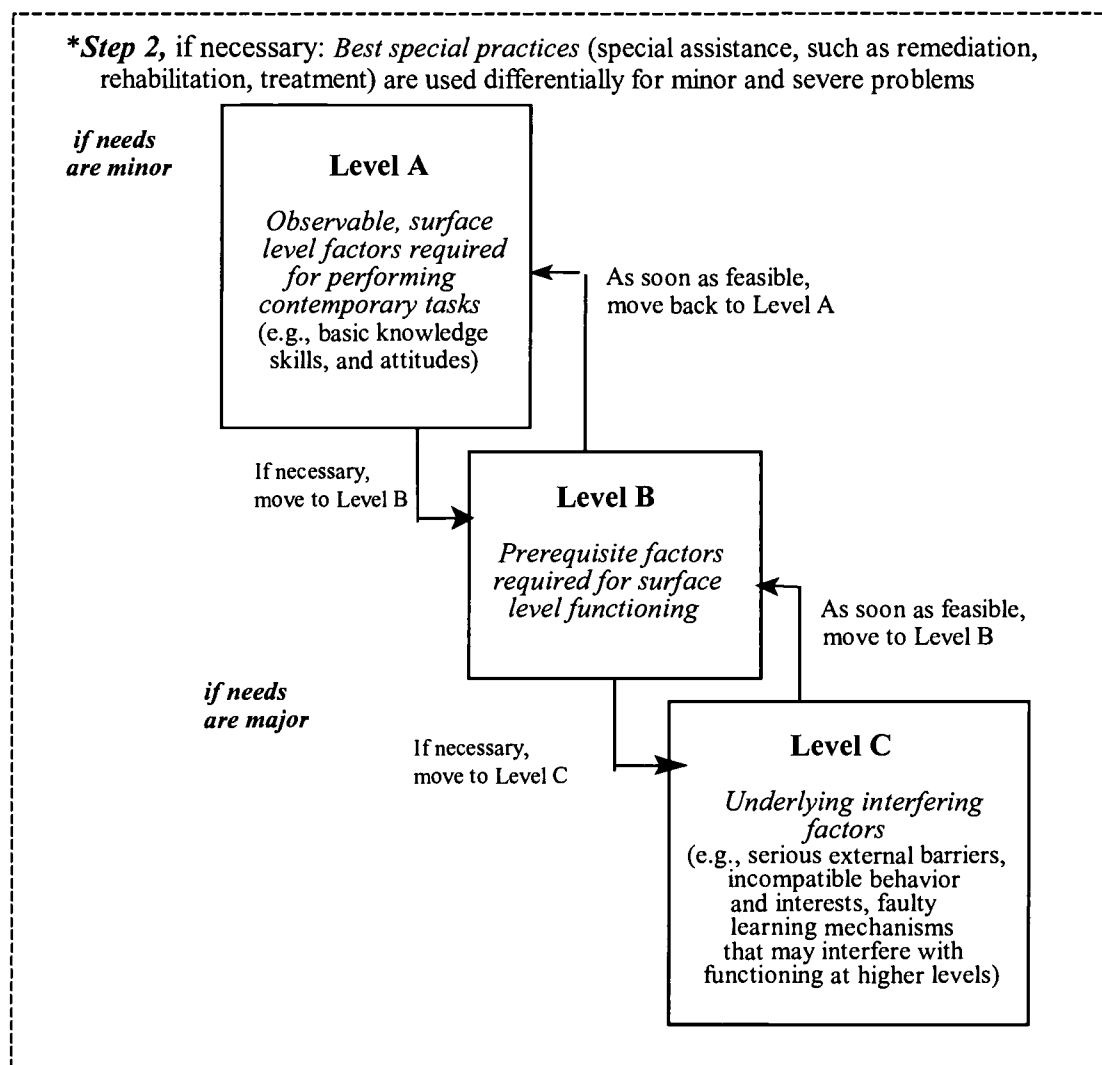 *Step 2, if necessary: Best special practices (special assistance, such as remediation,
rehabilitation, treatment) are used differentially for minor and severe problems
if needs
are minor
Level A
Observable, surface
level factors required
for performing
contemporary tasks
(e.g., basic knowledge
skills, and attitudes)
As soon as feasible,
move back to Level A
If necessary,
move to Level B
Level B
Prerequisite factors
required for surface
level functioning
As soon as feasible,
move to Level B
if needs
are major
If necessary,
move to Level C
Level C
Underlying interfering
factors
(e.g., serious external barriers,
incompatible behavior
and interests, faulty
learning mechanisms
that may interfere with
functioning at higher levels)